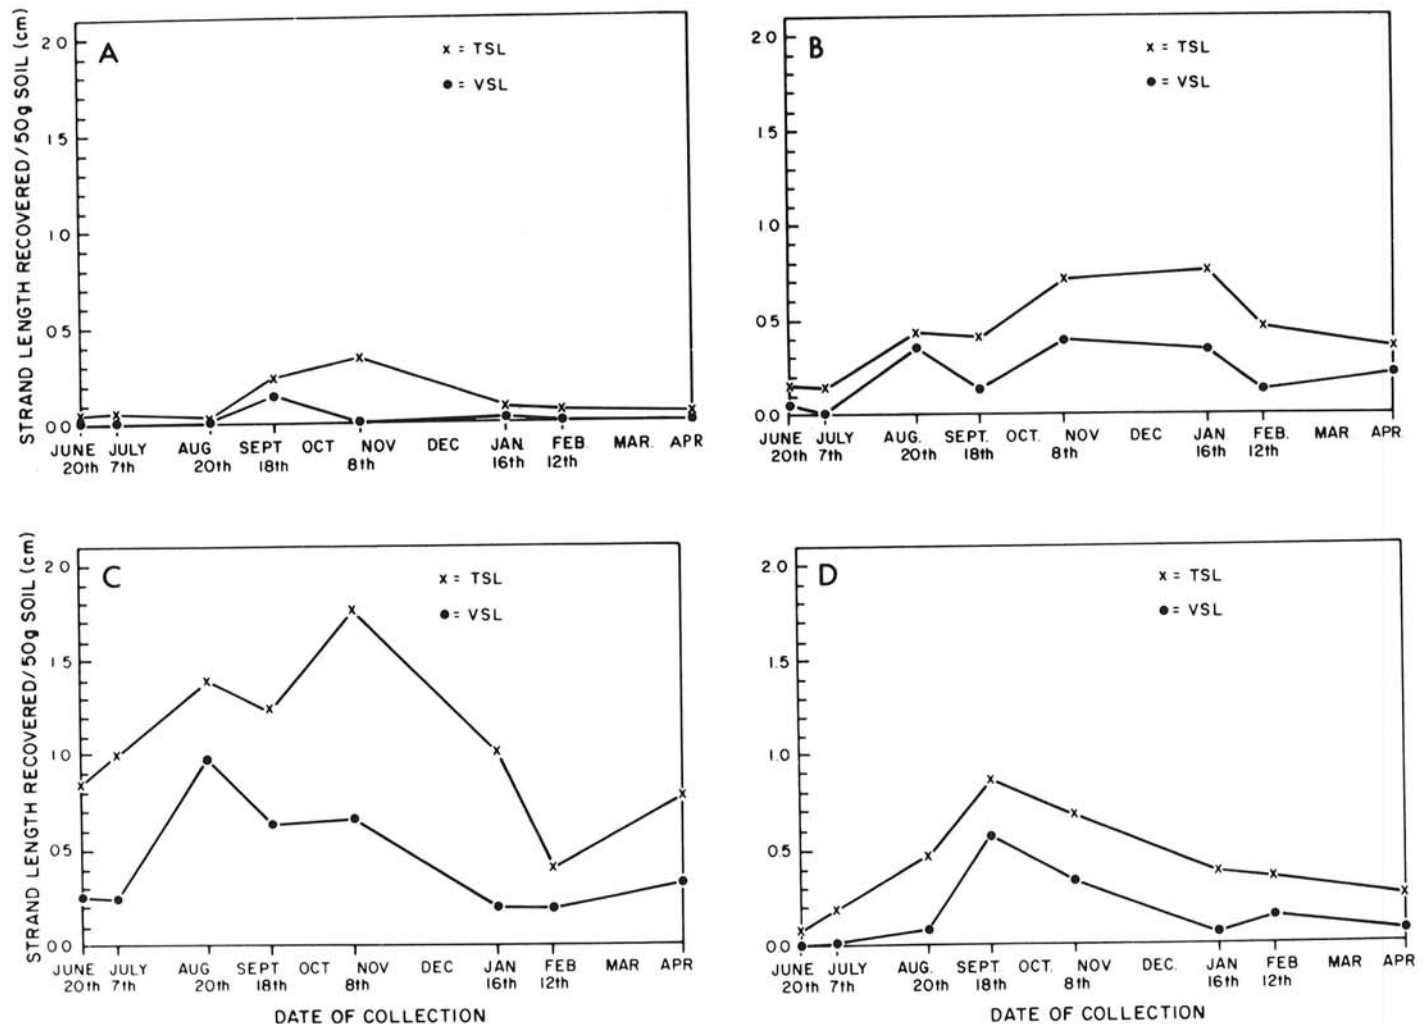 STRAND LENGTH RECOVERED/50g SOIL (cm)
A
x = TSL
● = VSL
2 0
1 5
1 0
0 5
0 0
JUNE JULY AUG SEPT OCT NOV DEC JAN. FEB. MAR. APR
20th 7th 20th 18th 8th 16th 12th
B
x = TSL
● = VSL
2.0
1.5
1.0
0.5
0.0
JUNE JULY AUG. SEPT. OCT. NOV DEC JAN FEB. MAR APR
20th 7th 20th 18th 8th 16th 12th
STRAND LENGTH RECOVERED/50g SOIL (cm)
C
x = TSL
● = VSL
2 0
1 5
1 0
0 5
0 0
JUNE JULY AUG SEPT OCT NOV DEC JAN FEB MAR APR
20th 7th 20th 18th 8th 16th 12th
DATE OF COLLECTION
D
x = TSL
● = VSL
2.0
1.5
1.0
0.5
0.0
JUNE JULY AUG. SEPT OCT. NOV DEC. JAN FEB MAR APR
20th 7th 20th 18th 8th 16th 12th
DATE OF COLLECTION